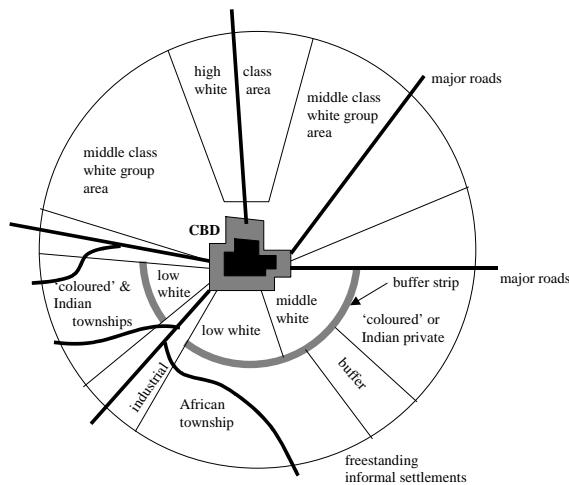 high class
white area
major roads
middle class
white group
area
middle class
white group
area
CBD
low
white
buffer strip
major roads
'coloured' &
Indian
townships
middle
white
low white
'coloured' or
Indian private
industrial
buffer
African
township
freestanding
informal settlements